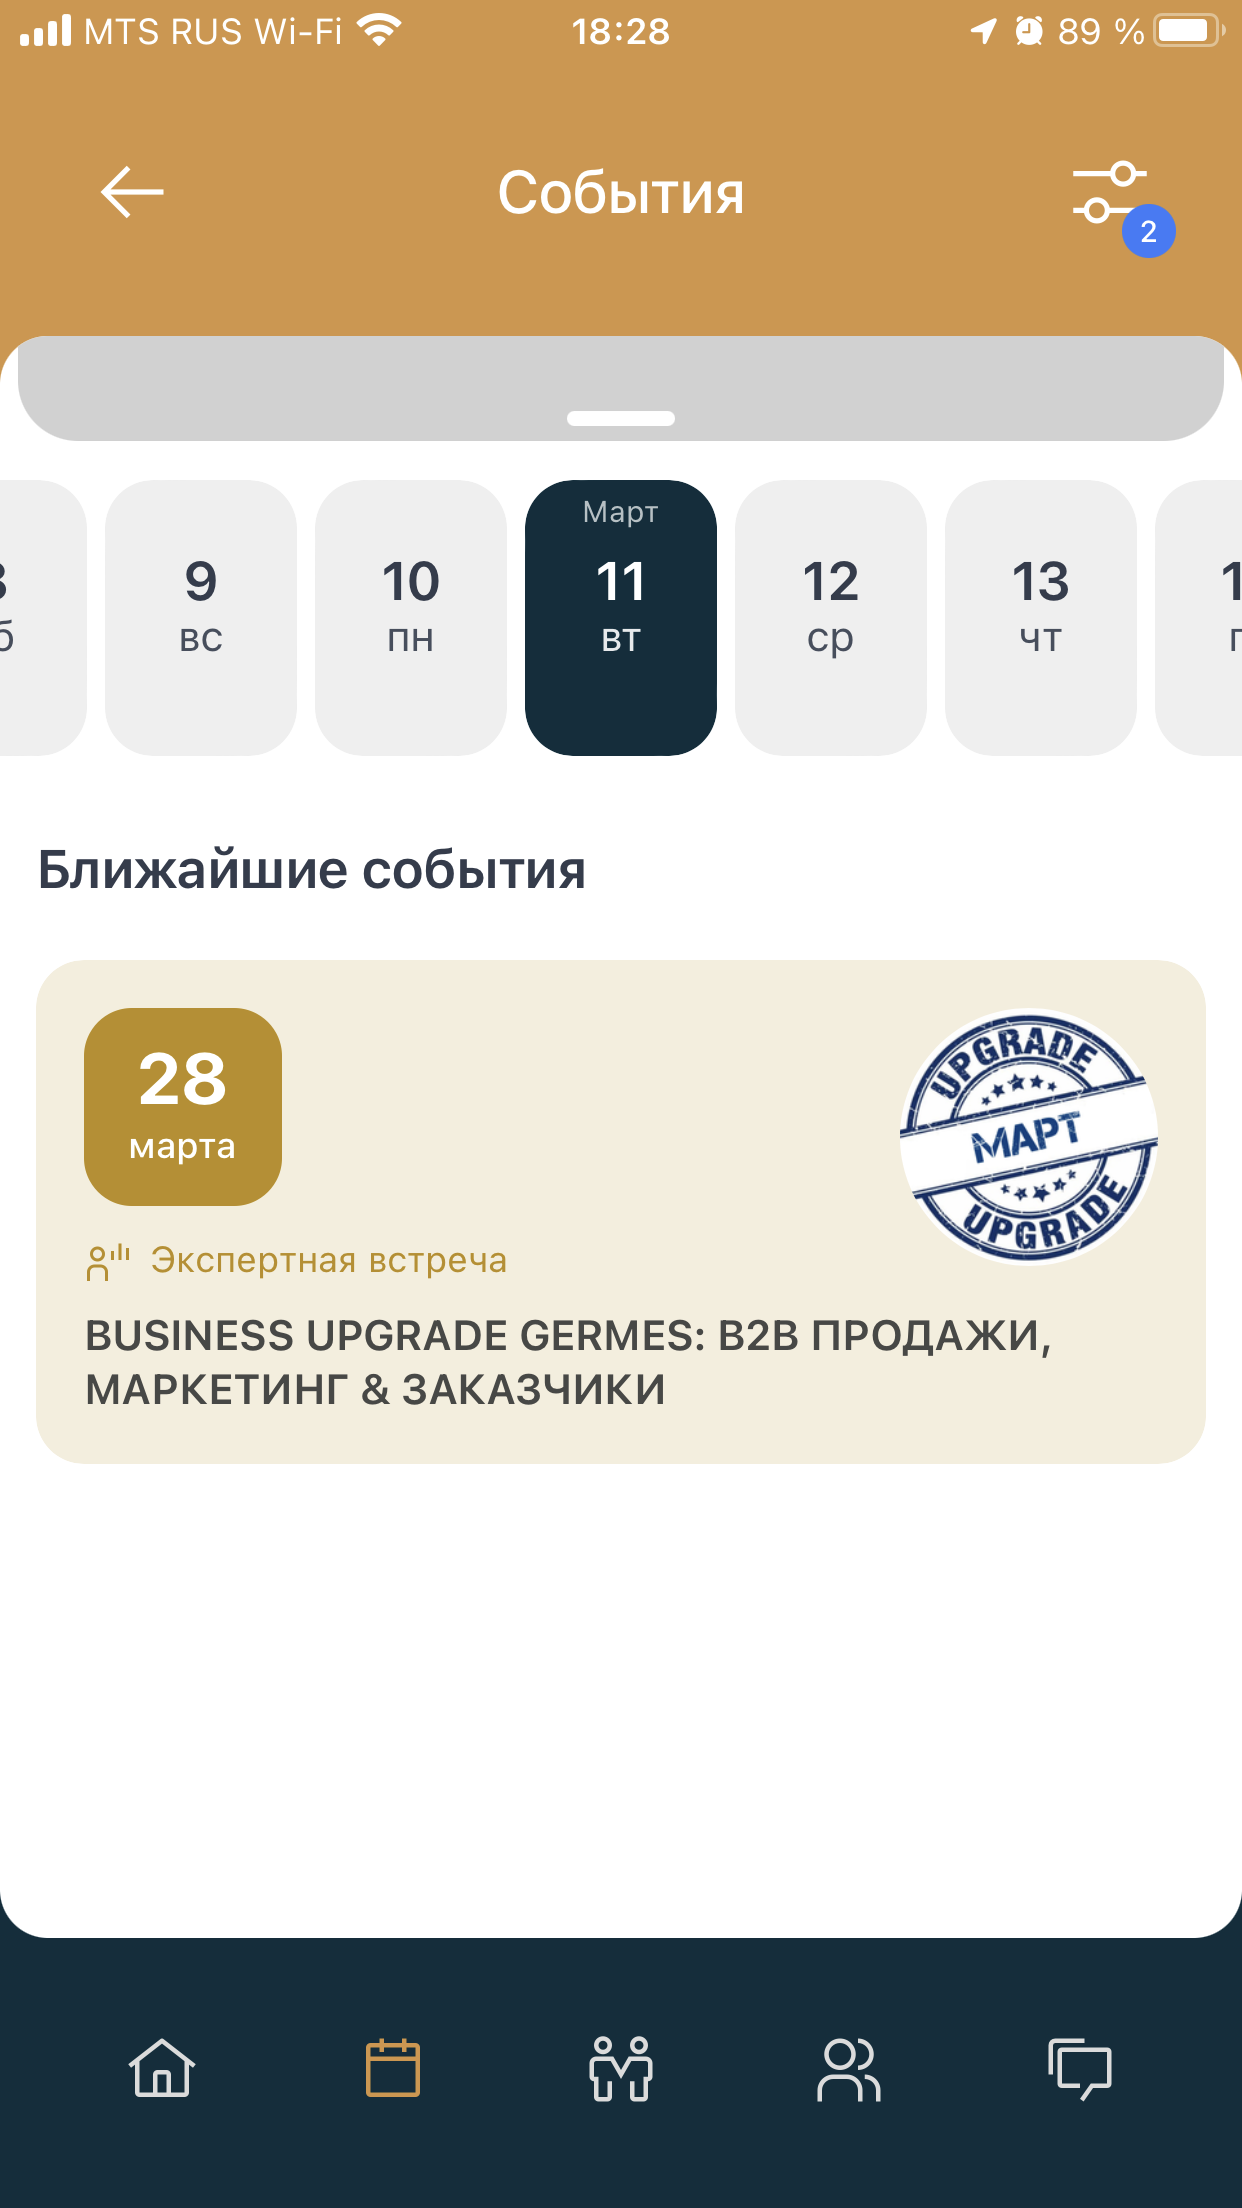 MTS RUS Wi-Fi 18:28 89 %
События
2
Март
9 10 11 12 13
вс пн вт ср чт
Ближайшие события
28
марта
UPGRADE
МАРТ
UPGRADE
Экспертная встреча
BUSINESS UPGRADE GERMES: B2B ПРОДАЖИ,
МАРКЕТИНГ & ЗАКАЗЧИКИ